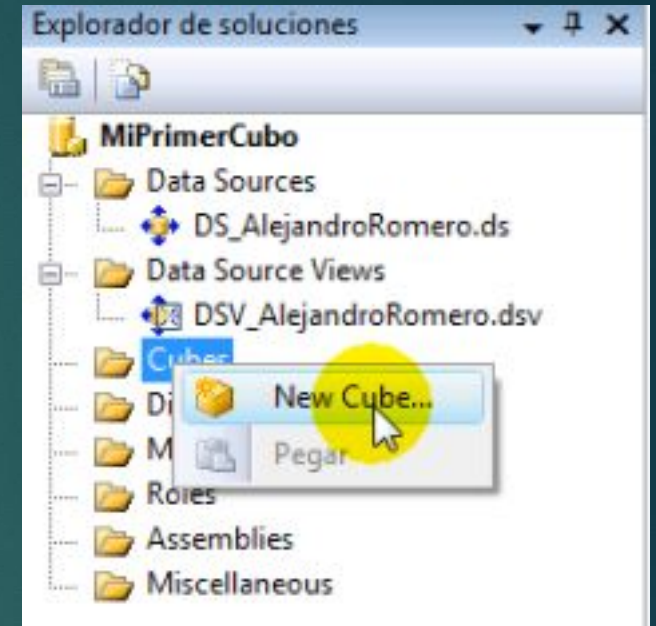 Explorador de soluciones
MiPrimerCubo
Data Sources
DS_AlejandroRomero.ds
Data Source Views
DSV_AlejandroRomero.dsv
Cubes
New Cube...
Pegar
Roles
Assemblies
Miscellaneous